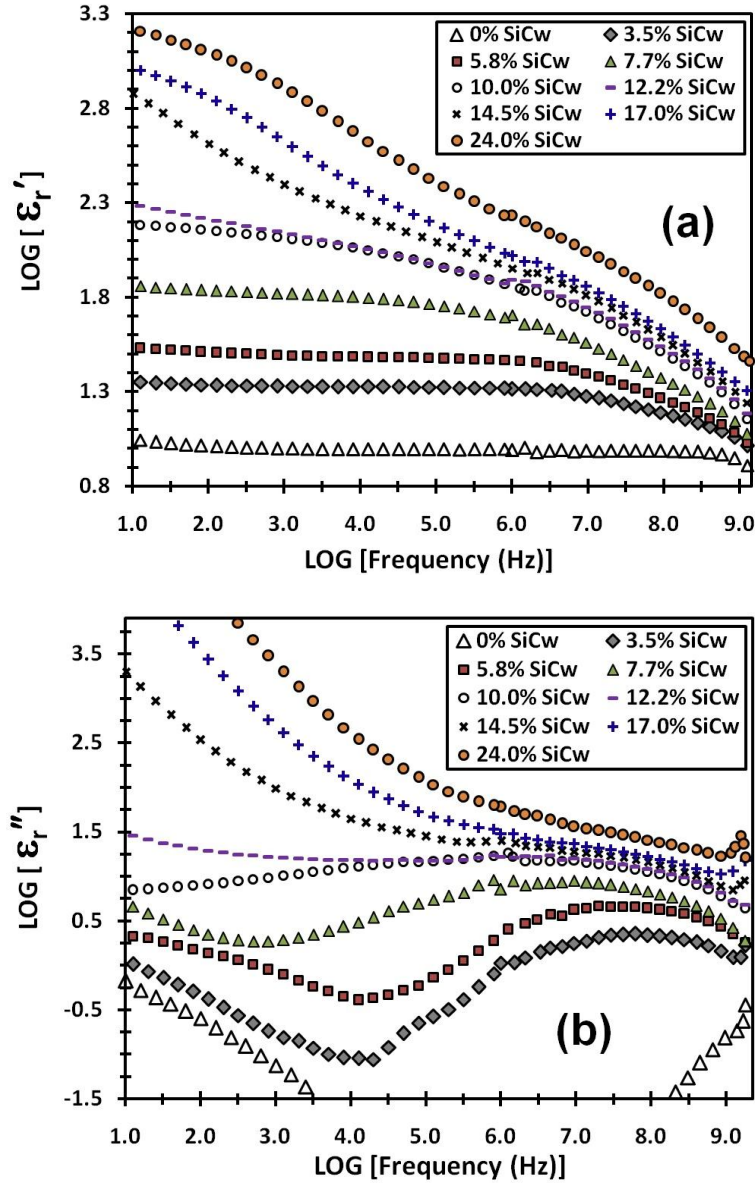 3.3
0% SiCw 3.5% SiCw
5.8% SiCw 7.7% SiCw
10.0% SiCw 12.2% SiCw
14.5% SiCw 17.0% SiCw
24.0% SiCw
2.8
2.3
1.8
1.3
0.8
LOG [ εr′ ]
(a)
1.0 2.0 3.0 4.0 5.0 6.0 7.0 8.0 9.0
LOG [Frequency (Hz)]
3.5
0% SiCw 3.5% SiCw
5.8% SiCw 7.7% SiCw
10.0% SiCw 12.2% SiCw
14.5% SiCw 17.0% SiCw
24.0% SiCw
2.5
1.5
0.5
-0.5
-1.5
LOG [ εr″ ]
(b)
1.0 2.0 3.0 4.0 5.0 6.0 7.0 8.0 9.0
LOG [Frequency (Hz)]